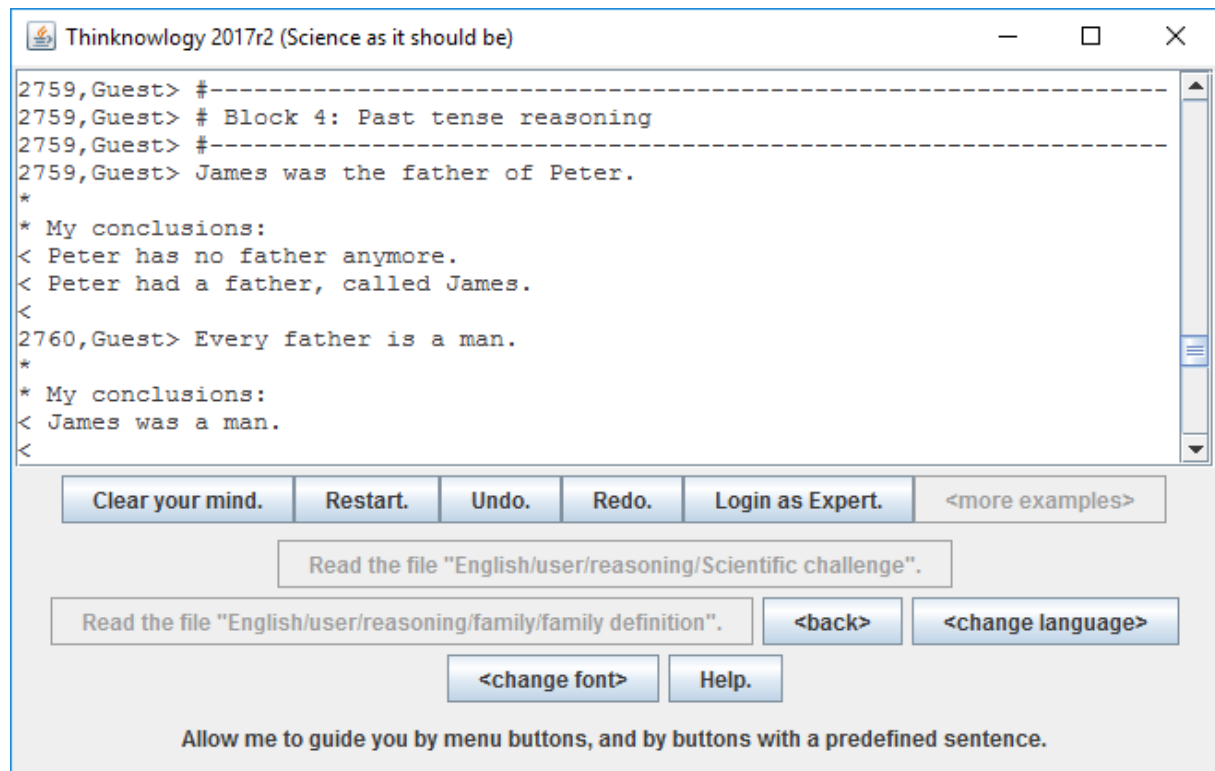 Thinknowlogy 2017r2 (Science as it should be)
2759,Guest> #-----------------------------------------------------------------
2759,Guest> # Block 4: Past tense reasoning
2759,Guest> #-----------------------------------------------------------------
2759,Guest> James was the father of Peter.
*
* My conclusions:
< Peter has no father anymore.
< Peter had a father, called James.
<
2760,Guest> Every father is a man.
*
* My conclusions:
< James was a man.
<
Clear your mind. Restart. Undo. Redo. Login as Expert. <more examples>
Read the file "English/user/reasoning/Scientific challenge".
Read the file "English/user/reasoning/family/family definition". <back> <change language>
<change font> Help.
Allow me to guide you by menu buttons, and by buttons with a predefined sentence.